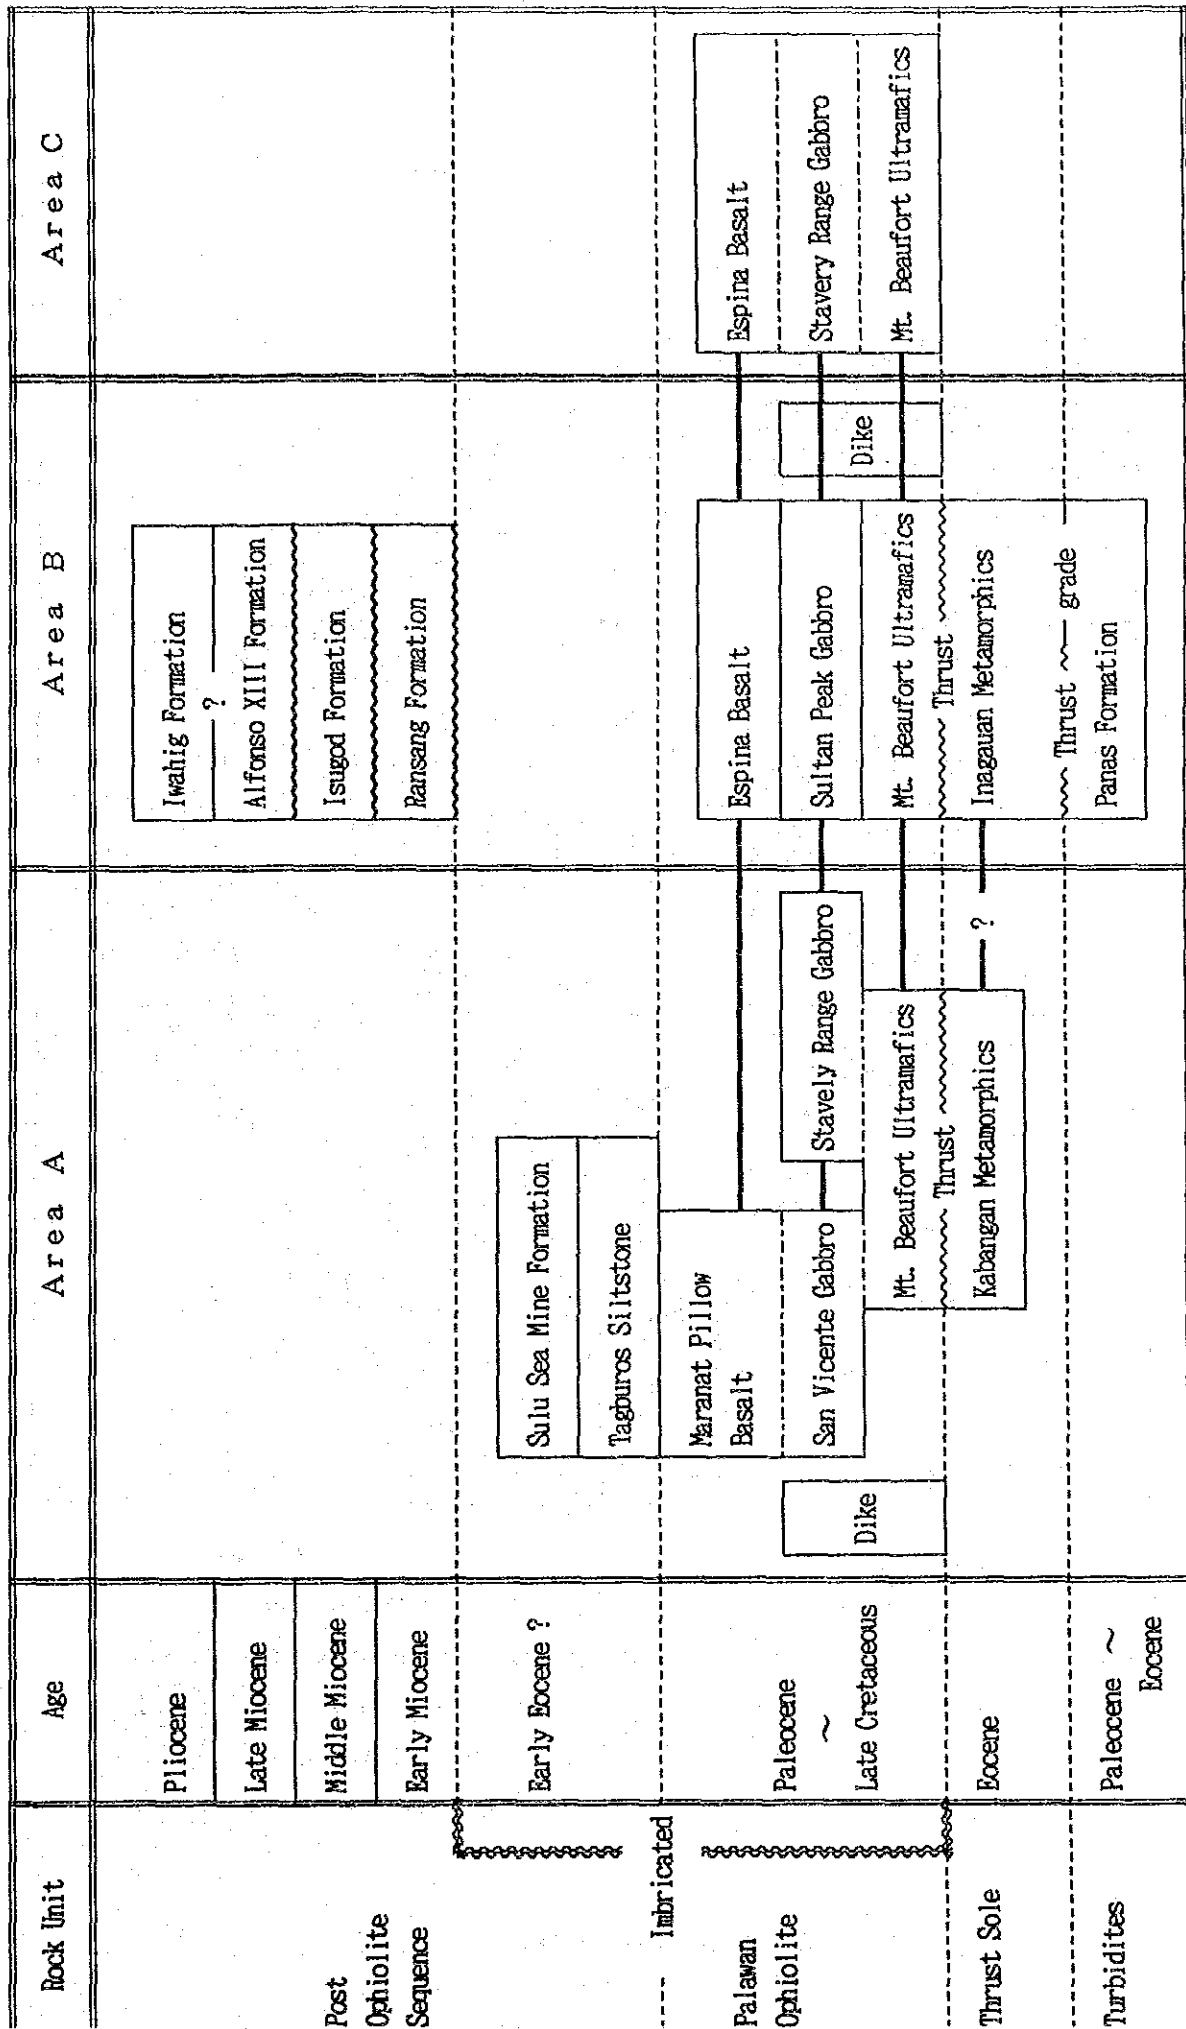 Rock Unit
Age
Area A
Area B
Area C
Post
Ophiolite
Sequence
Imbricated
Palawan
Ophiolite
Thrust Sole
Turbidites
Pliocene
Late Miocene
Middle Miocene
Early Miocene
Early Eocene ?
Paleocene
~
Late Cretaceous
Eocene
Paleocene ~
Eocene
Sulu Sea Mine Formation
Tagburos Siltstone
Maranat Pillow
Basalt
San Vicente Gabbro
Dike
Stavely Range Gabbro
Mt. Beaufort Ultramafics
Thrust
Kabangan Metamorphics
?
Iwahig Formation
?
Alfonso XIII Formation
Isugod Formation
Ransang Formation
Espina Basalt
Sultan Peak Gabbro
Mt. Beaufort Ultramafics
Thrust
Inagauan Metamorphics
Thrust grade
Panas Formation
Dike
Espina Basalt
Stavery Range Gabbro
Mt. Beaufort Ultramafics